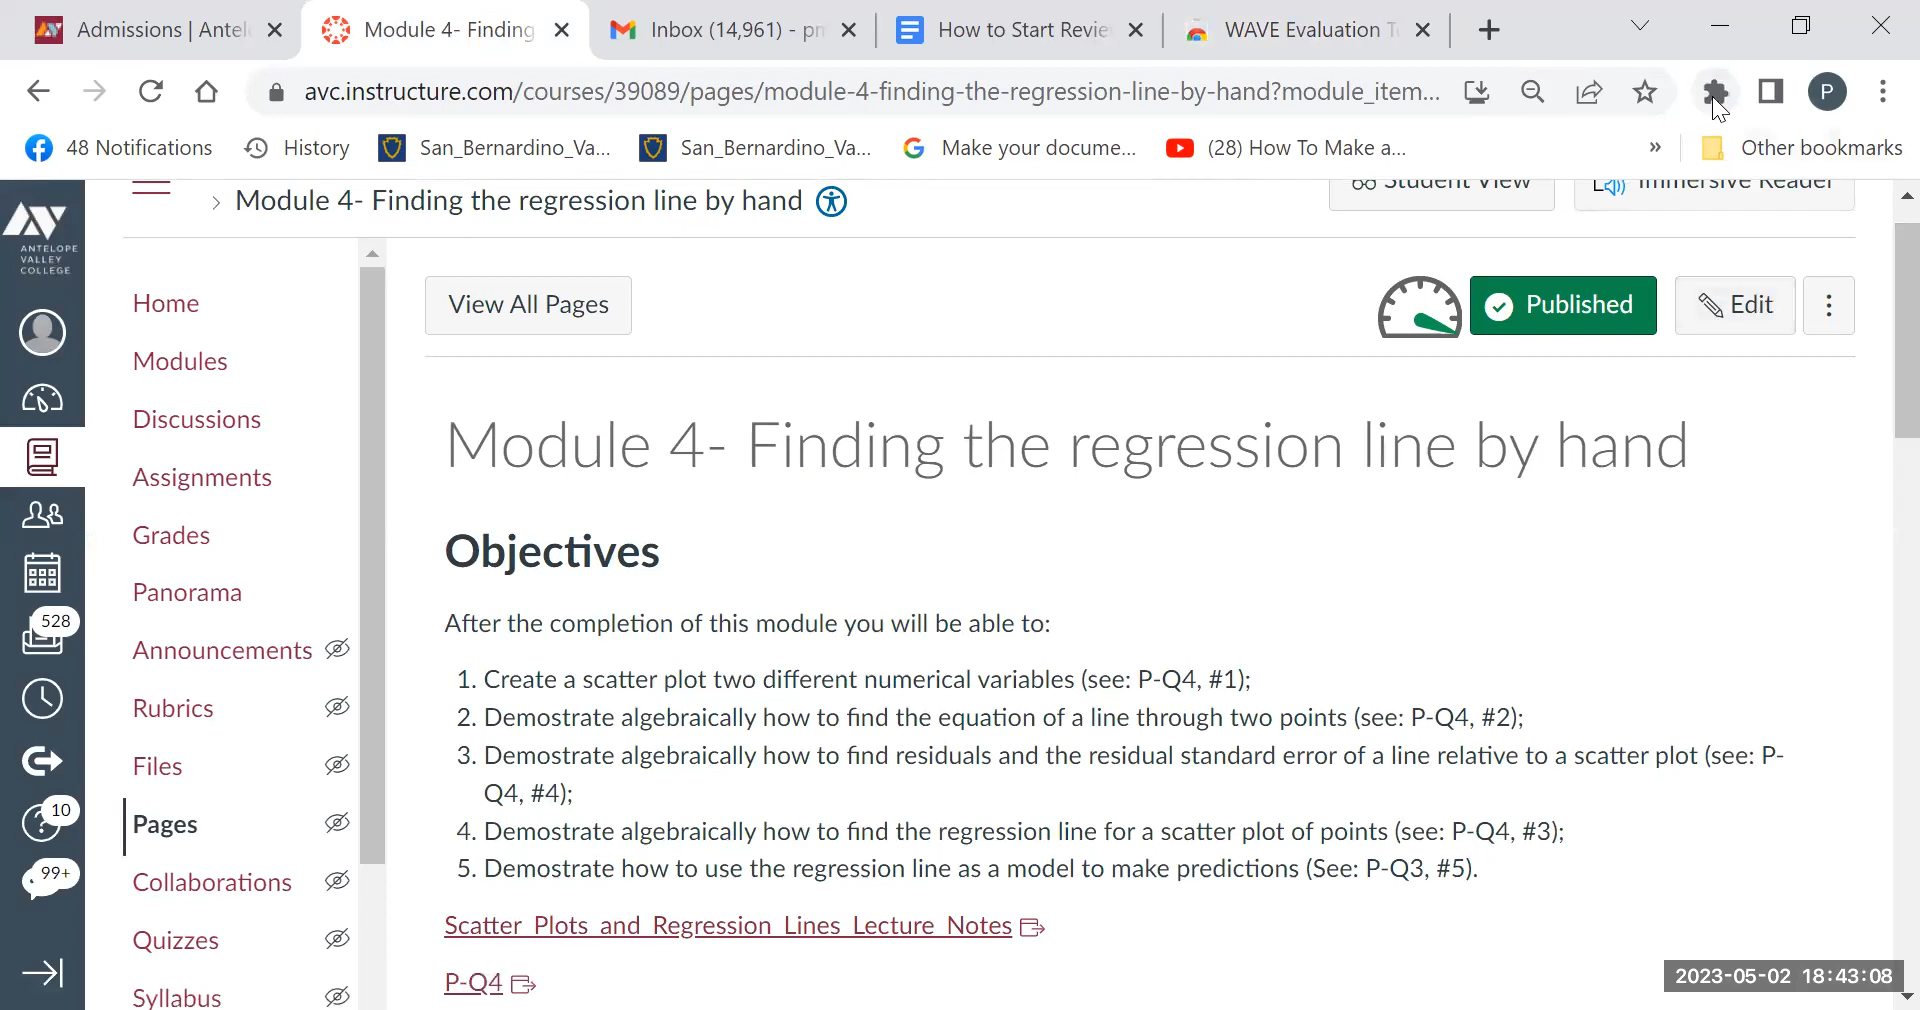 Admissions | Antel
Module 4- Finding
Inbox (14,961) - pm
How to Start Revie
WAVE Evaluation T
avc.instructure.com/courses/39089/pages/module-4-finding-the-regression-line-by-hand?module_item...
P
48 Notifications
History
San_Bernardino_Va...
San_Bernardino_Va...
Make your docume...
(28) How To Make a...
»
Other bookmarks
Module 4- Finding the regression line by hand
Student View
Immersive Reader
ANTELOPE
VALLEY
COLLEGE
528
10
99+
Home
Modules
Discussions
Assignments
Grades
Panorama
Announcements
Rubrics
Files
Pages
Collaborations
Quizzes
Syllabus
View All Pages
Published
Edit
Module 4- Finding the regression line by hand
Objectives
After the completion of this module you will be able to:
1. Create a scatter plot two different numerical variables (see: P-Q4, #1);
2. Demostrate algebraically how to find the equation of a line through two points (see: P-Q4, #2);
3. Demostrate algebraically how to find residuals and the residual standard error of a line relative to a scatter plot (see: P-
Q4, #4);
4. Demostrate algebraically how to find the regression line for a scatter plot of points (see: P-Q4, #3);
5. Demostrate how to use the regression line as a model to make predictions (See: P-Q3, #5).
Scatter Plots and Regression Lines Lecture Notes
P-Q4
2023-05-02 18:43:08